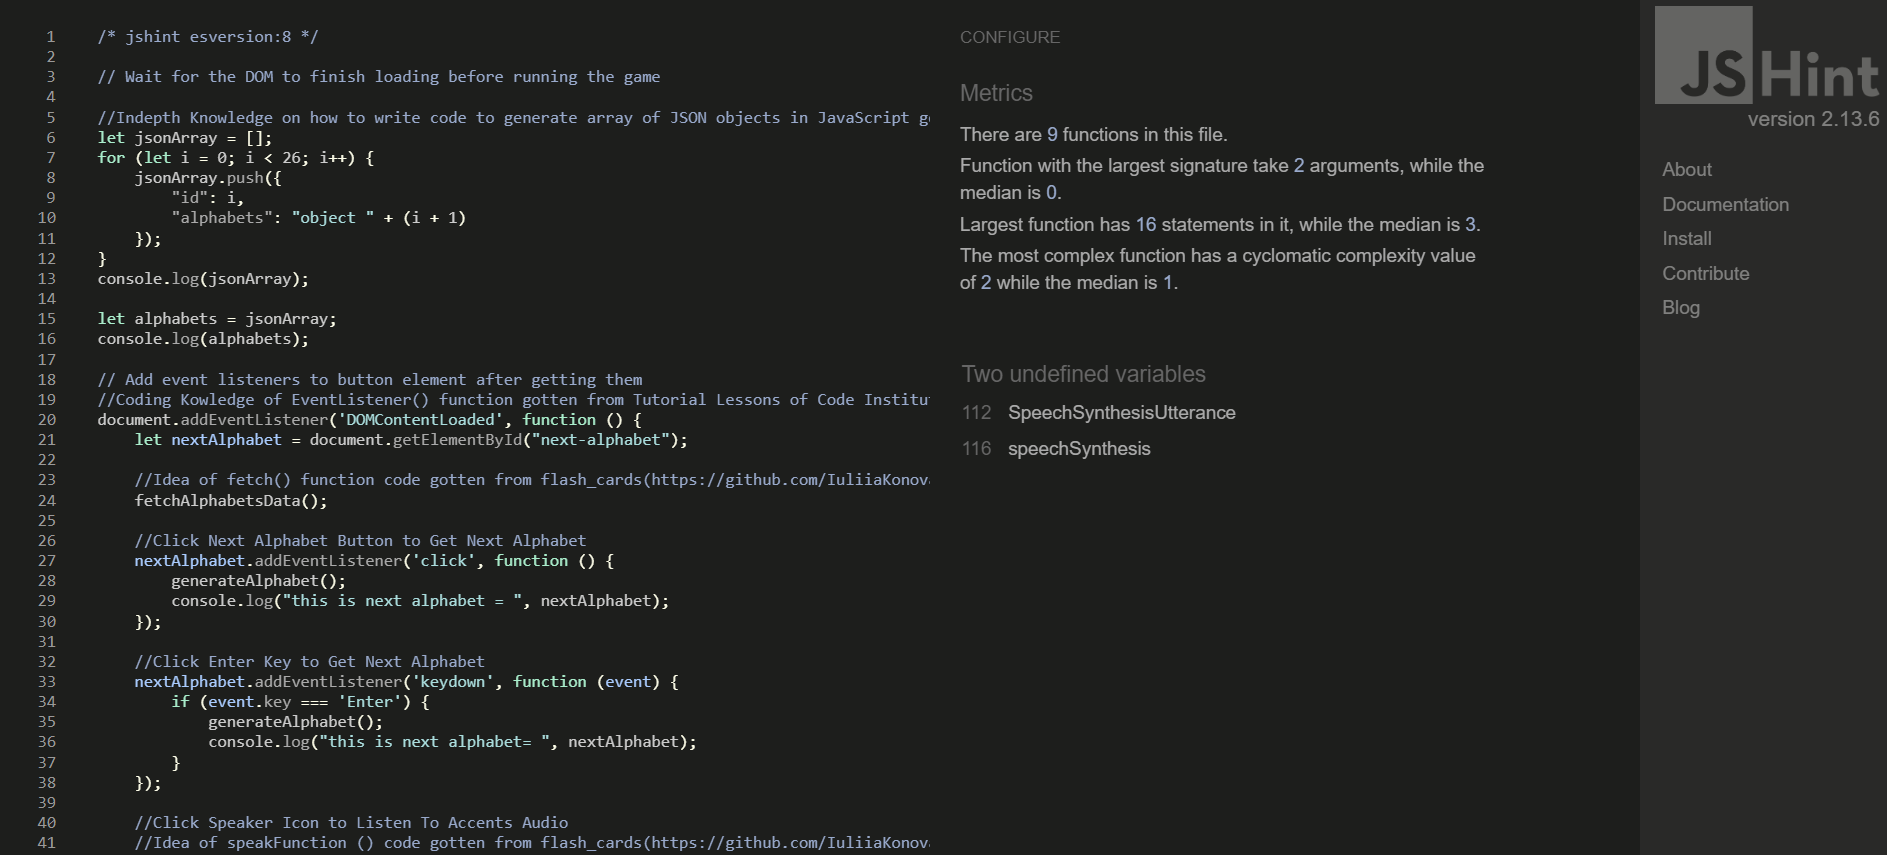 1 /* jshint esversion:8 */
2
3 // Wait for the DOM to finish loading before running the game
4
5 //Indepth Knowledge on how to write code to generate array of JSON objects in JavaScript
6 let jsonArray = [];
7 for (let i = 0; i < 26; i++) {
8 jsonArray.push({
9 "id": i,
10 "alphabets": "object " + (i + 1)
11 });
12 }
13 console.log(jsonArray);
14
15 let alphabets = jsonArray;
16 console.log(alphabets);
17
18 // Add event listeners to button element after getting them
19 //Coding Kowledge of EventListener() function gotten from Tutorial Lessons of Code
20 document.addEventListener('DOMContentLoaded', function () {
21 let nextAlphabet = document.getElementById("next-alphabet");
22
23 //Idea of fetch() function code gotten from flash_cards(https://github.com/IuliiaKonov
24 fetchAlphabetsData();
25
26 //Click Next Alphabet Button to Get Next Alphabet
27 nextAlphabet.addEventListener('click', function () {
28 generateAlphabet();
29 console.log("this is next alphabet = ", nextAlphabet);
30 });
31
32 //Click Enter Key to Get Next Alphabet
33 nextAlphabet.addEventListener('keydown', function (event) {
34 if (event.key === 'Enter') {
35 generateAlphabet();
36 console.log("this is next alphabet= ", nextAlphabet);
37 }
38 });
39
40 //Click Speaker Icon to Listen To Accents Audio
41 //Idea of speakFunction () code gotten from flash_cards(https://github.com/IuliiaKonov
CONFIGURE
Metrics
There are 9 functions in this file.
Function with the largest signature take 2 arguments, while the
median is 0.
Largest function has 16 statements in it, while the median is 3.
The most complex function has a cyclomatic complexity value
of 2 while the median is 1.
Two undefined variables
112 SpeechSynthesisUtterance
116 speechSynthesis
JSHint
version 2.13.6
About
Documentation
Install
Contribute
Blog